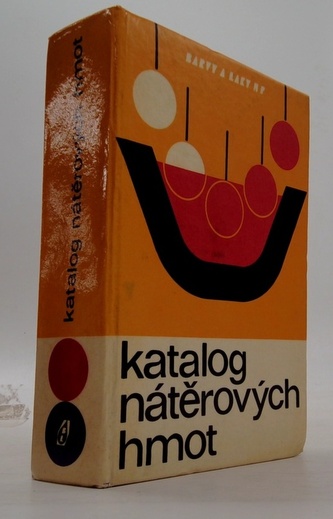 BARVY A LAKY NP
katalog
nátěrových
hmot
katalog nátěrových hmot